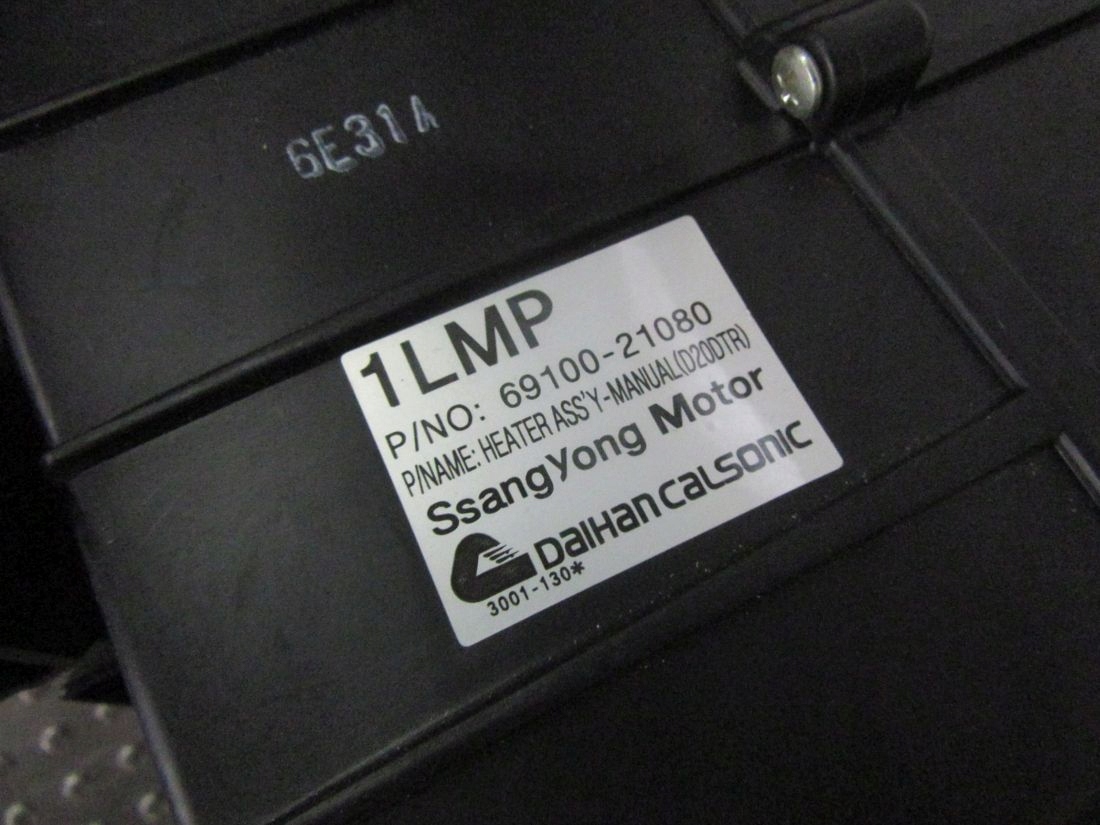 6E31A
1LMP
P/NO: 69100-21080
P/NAME: HEATER ASS'Y-MANUAL(D20DTR)
SsangYong Motor
DaiHan calsonic
3001-130*